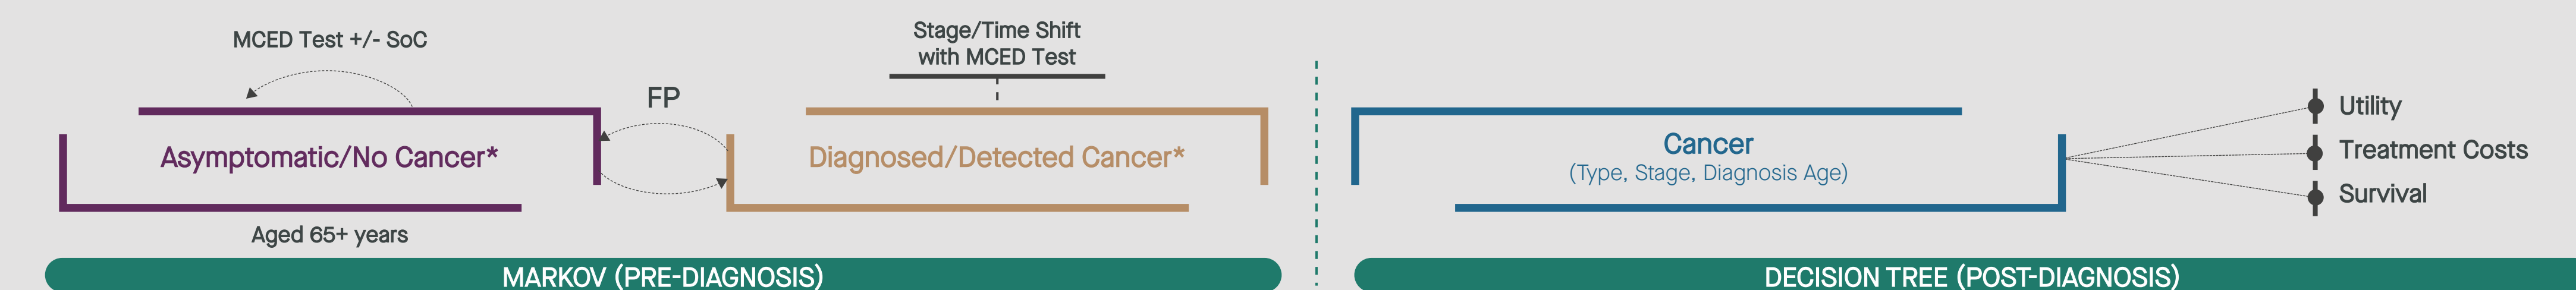 MCED Test +/- SoC
Asymptomatic/No Cancer*
Aged 65+ years
FP
Stage/Time Shift
with MCED Test
Diagnosed/Detected Cancer*
MARKOV (PRE-DIAGNOSIS)
Cancer
(Type, Stage, Diagnosis Age)
Utility
Treatment Costs
Survival
DECISION TREE (POST-DIAGNOSIS)